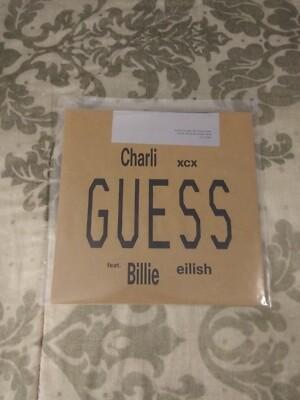 Charli xcx
GUESS
feat. Billie eilish